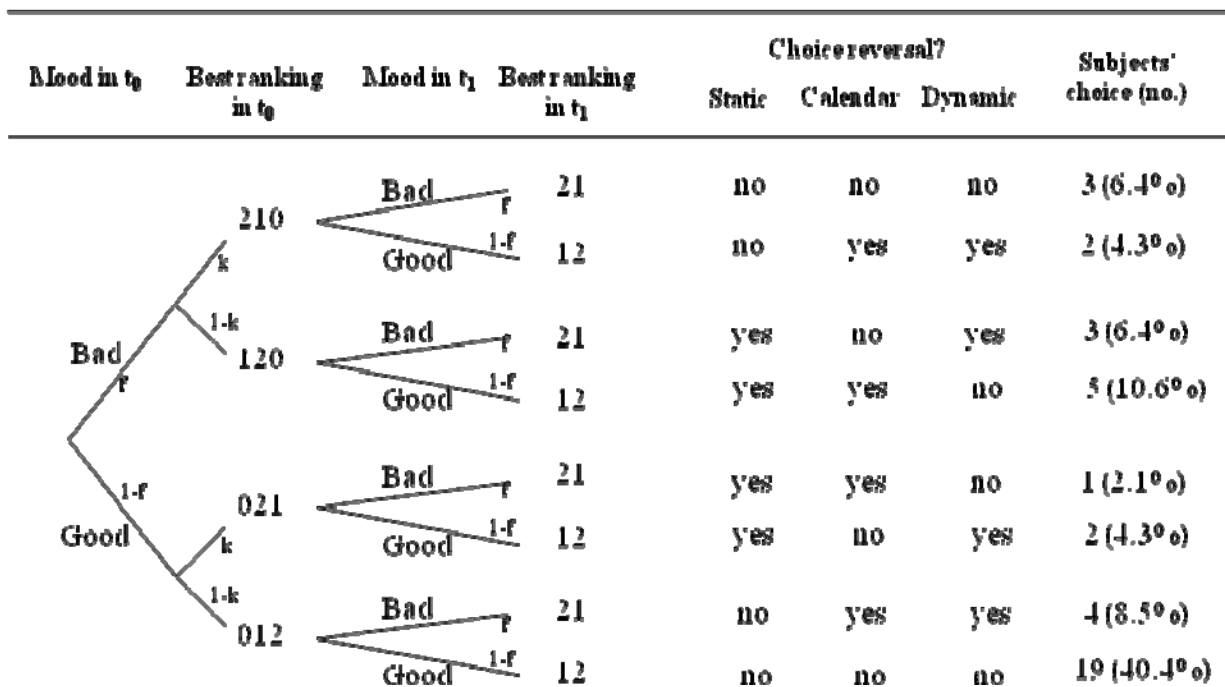 Choice reversal?
Mood in t0 Best ranking in t0 Mood in t1 Best ranking in t1 Static Calendar Dynamic Subjects' choice (no.)
Bad f 21 no no no 3 (6.4%)
210
k Good 1-f 12 no yes yes 2 (4.3%)
1-k Bad f 21 yes no yes 3 (6.4%)
Bad 120
f Good 1-f 12 yes yes no 5 (10.6%)
1-f Bad f 21 yes yes no 1 (2.1%)
Good 021
k Good 1-f 12 yes no yes 2 (4.3%)
1-k Bad f 21 no yes yes 4 (8.5%)
012
Good 1-f 12 no no no 19 (40.4%)